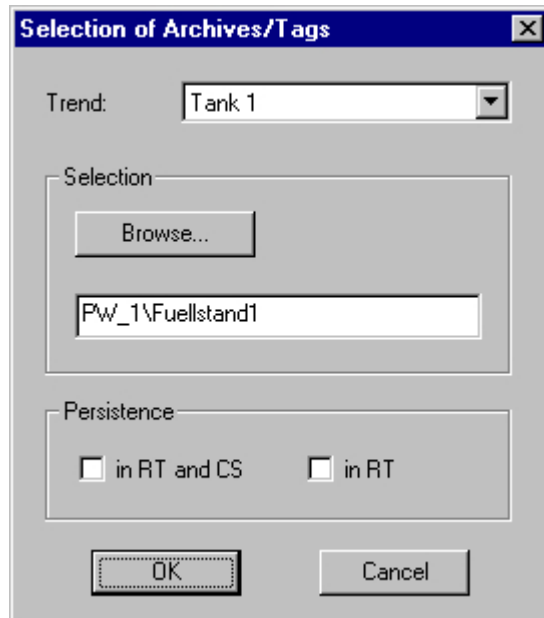 Selection of Archives/Tags
Trend: Tank 1
Selection
Browse...
PW_1\Fuellstand1
Persistence
in RT and CS in RT
OK Cancel